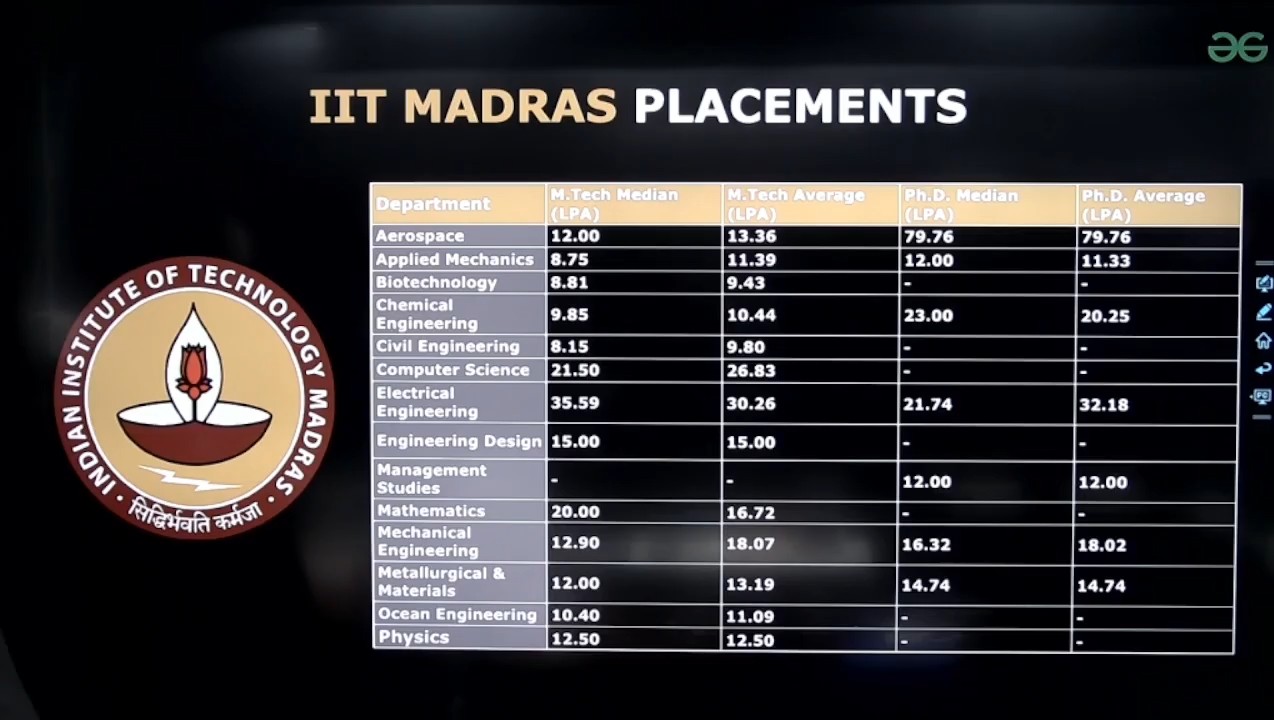 IIT MADRAS PLACEMENTS
Department M.Tech Median (LPA) M.Tech Average (LPA) Ph.D. Median (LPA) Ph.D. Average (LPA)
Aerospace 12.00 13.36 79.76 79.76
Applied Mechanics 8.75 11.39 12.00 11.33
Biotechnology 8.81 9.43 - -
Chemical Engineering 9.85 10.44 23.00 20.25
Civil Engineering 8.15 9.80 - -
Computer Science 21.50 26.83 - -
Electrical Engineering 35.59 30.26 21.74 32.18
Engineering Design 15.00 15.00 - -
Management Studies - - 12.00 12.00
Mathematics 20.00 16.72 - -
Mechanical Engineering 12.90 18.07 16.32 18.02
Metallurgical & Materials 12.00 13.19 14.74 14.74
Ocean Engineering 10.40 11.09 - -
Physics 12.50 12.50 - -
INDIAN INSTITUTE OF TECHNOLOGY MADRAS
सिद्धिर्भवति कर्मजा
PC